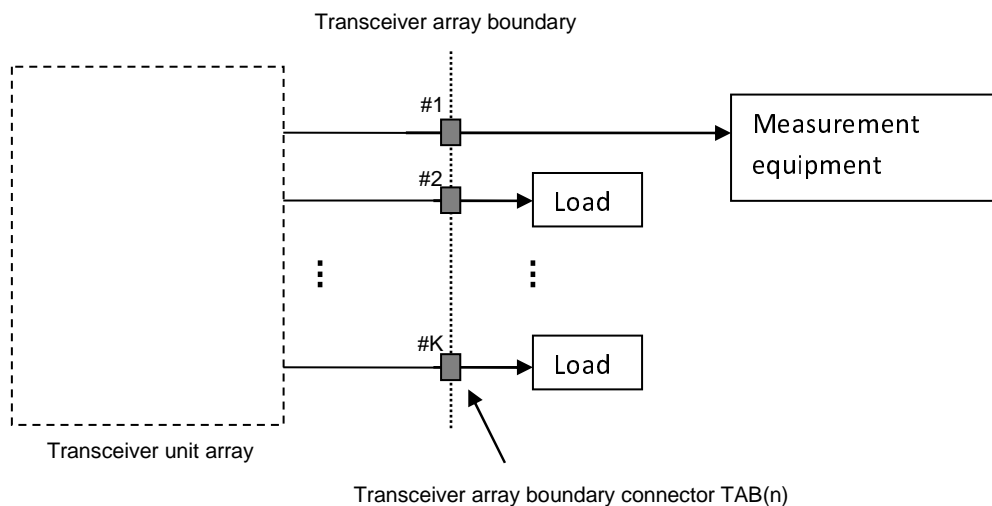 Transceiver array boundary
#1
Measurement
equipment
#2
Load
#K
Load
Transceiver unit array
Transceiver array boundary connector TAB(n)